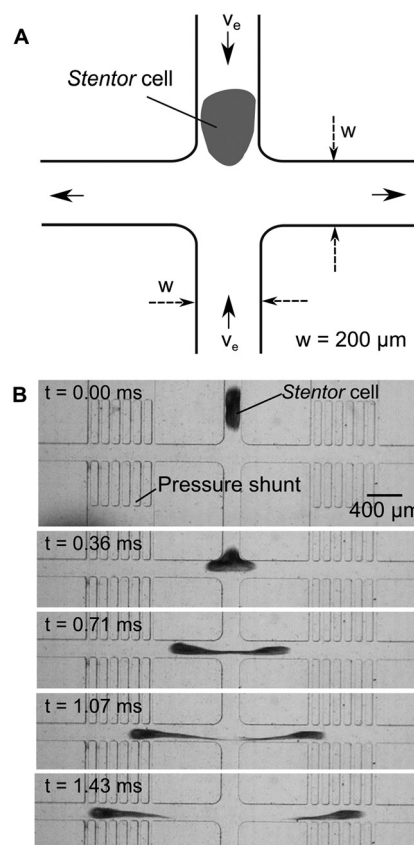 A
vₑ
Stentor cell
w
w
vₑ
w = 200 µm
B
t = 0.00 ms
Stentor cell
Pressure shunt
400 µm
t = 0.36 ms
t = 0.71 ms
t = 1.07 ms
t = 1.43 ms